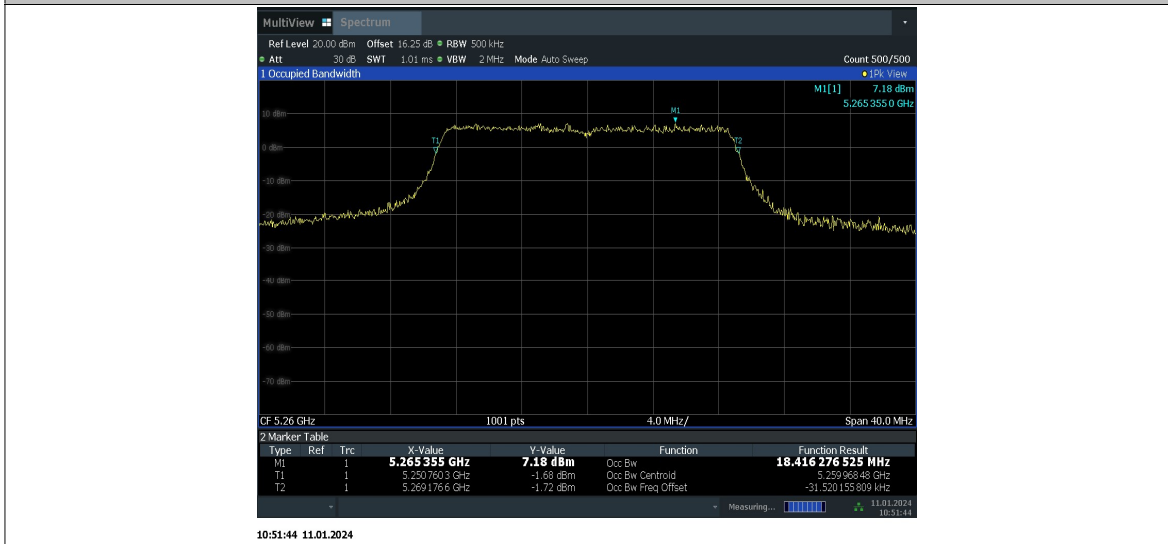 MultiView Spectrum
Ref Level 20.00 dBm Offset 16.25 dB RBW 500 kHz
Att 30 dB SWT 1.01 ms VBW 2 MHz Mode Auto Sweep Count 500/500
1 Occupied Bandwidth 1Pk View
M1[1] 7.18 dBm
5.265 355 0 GHz
10 dBm
M1
T1
T2
0 dBm
-10 dBm
-20 dBm
-30 dBm
-40 dBm
-50 dBm
-60 dBm
-70 dBm
CF 5.26 GHz 1001 pts 4.0 MHz/ Span 40.0 MHz
2 Marker Table
Type Ref Trc X-Value Y-Value Function Function Result
M1 1 5.265 355 GHz 7.18 dBm Occ Bw 18.416 276 525 MHz
T1 1 5.250 760 3 GHz -1.68 dBm Occ Bw Centroid 5.259 968 48 GHz
T2 1 5.269 176 6 GHz -1.72 dBm Occ Bw Freq Offset -31.520 155 809 kHz
Measuring... 11.01.2024
10:51:44
10:51:44 11.01.2024